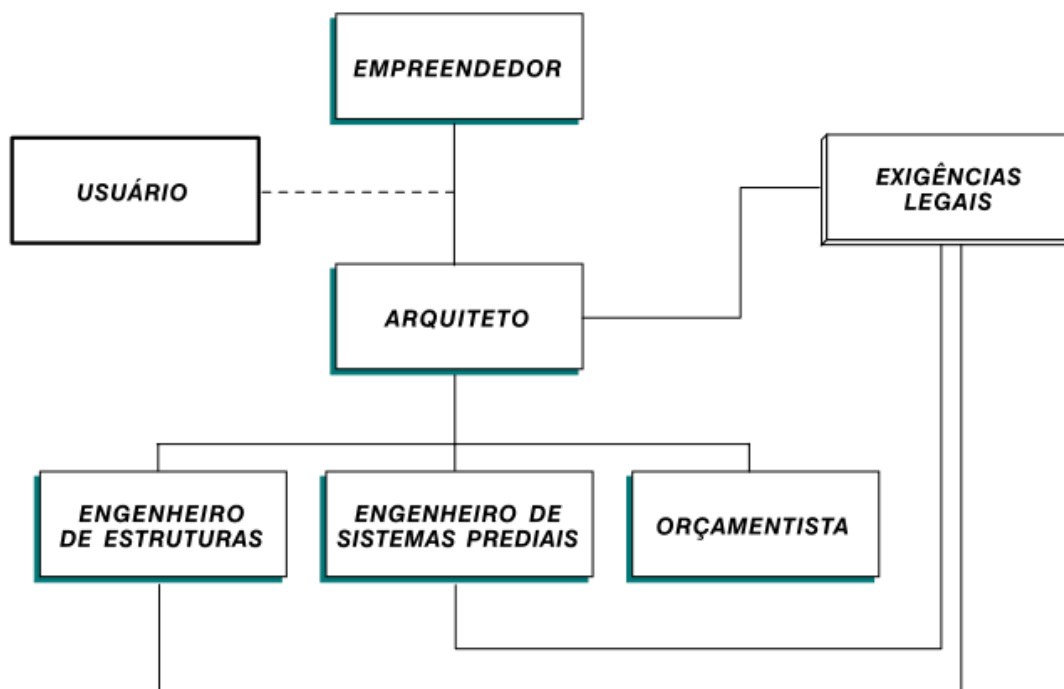 EMPREENDEDOR
USUÁRIO
EXIGÊNCIAS
LEGAIS
ARQUITETO
ENGENHEIRO
DE ESTRUTURAS
ENGENHEIRO DE
SISTEMAS PREDIAIS
ORÇAMENTISTA